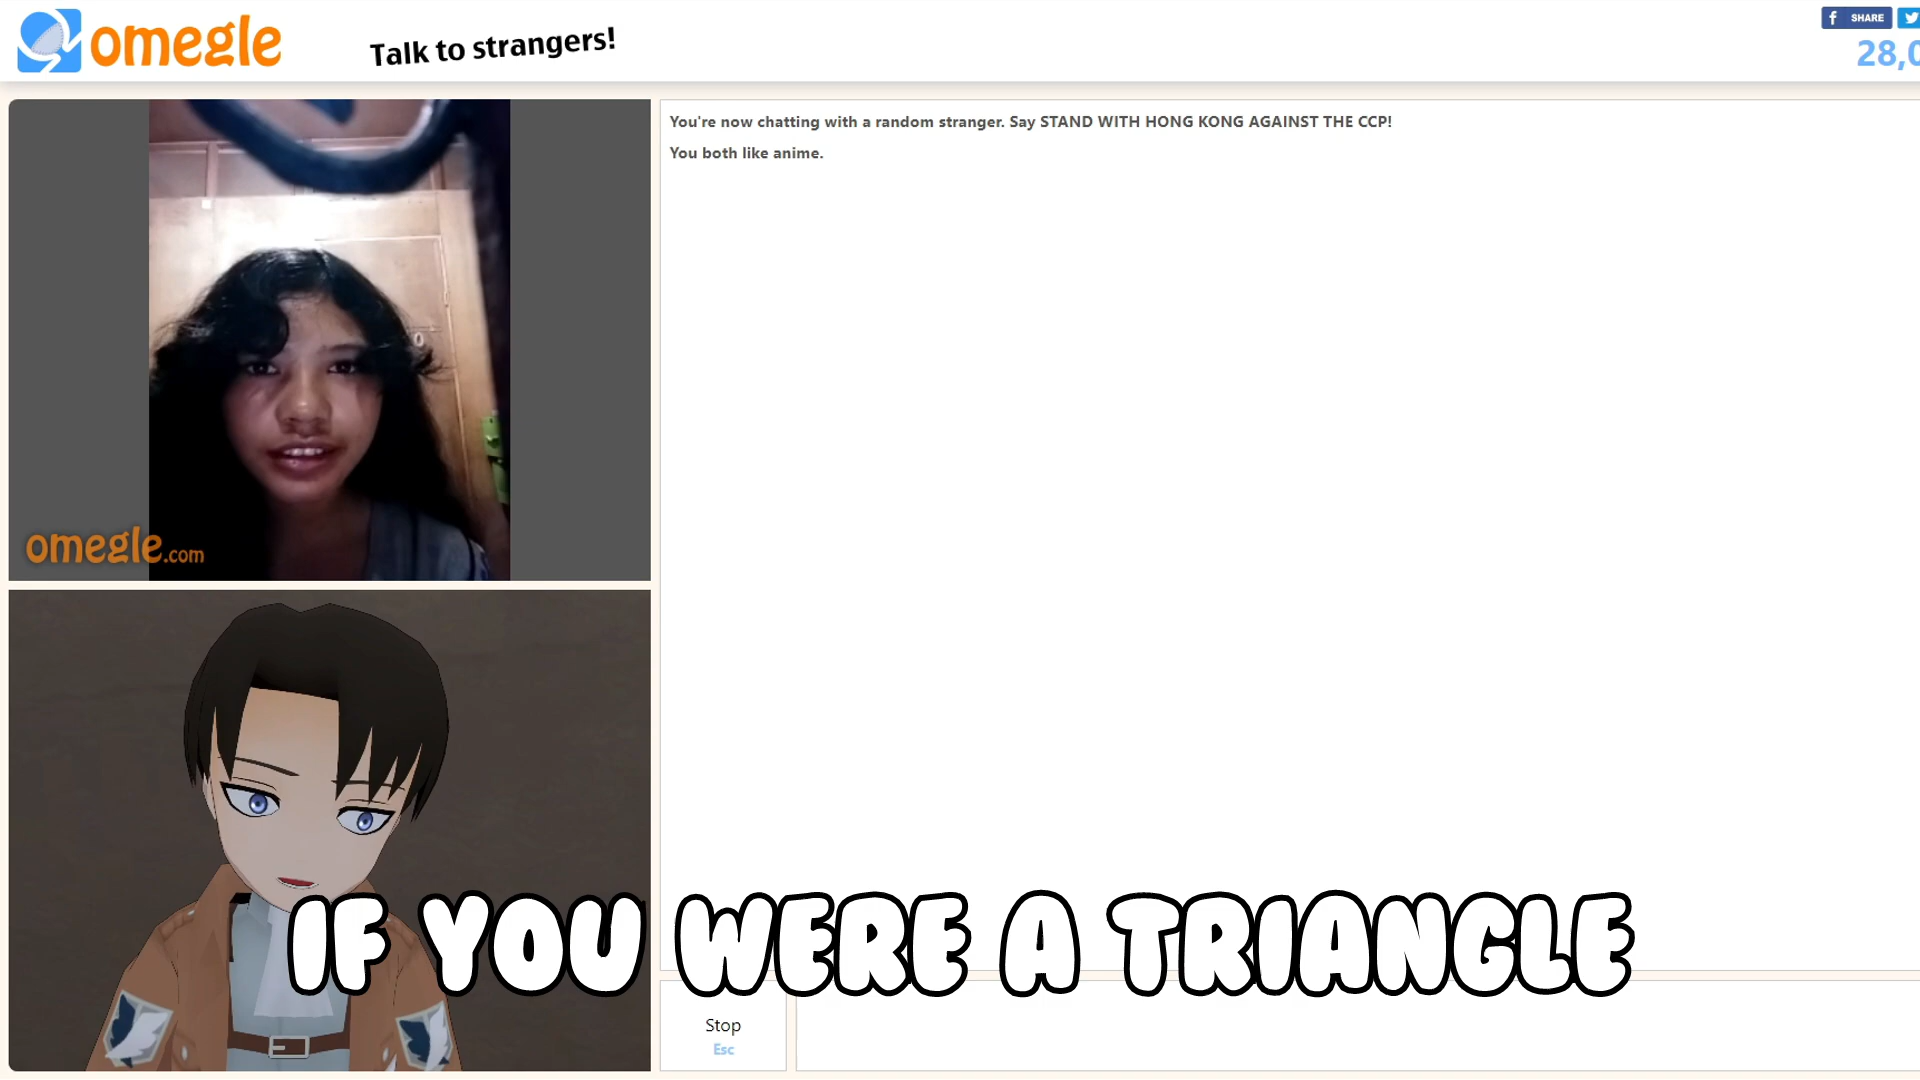 omegle
Talk to strangers!
SHARE
28,0
You're now chatting with a random stranger. Say STAND WITH HONG KONG AGAINST THE CCP!
You both like anime.
omegle.com
IF YOU WERE A TRIANGLE
Stop
Esc